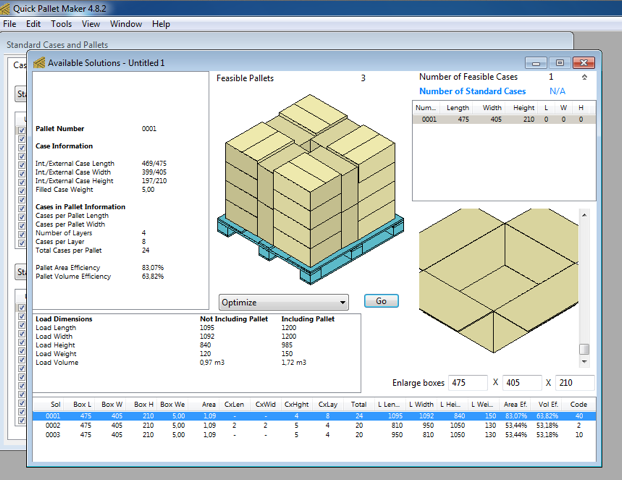 Quick Pallet Maker 4.8.2
File Edit Tools View Window Help
Standard Cases and Pallets
Available Solutions - Untitled 1
Feasible Pallets 3
Number of Feasible Cases 1
Number of Standard Cases N/A
Num... Length Width Height L W H
0001 475 405 210 0 0 0
Pallet Number 0001
Case Information
Int./External Case Length 469/475
Int./External Case Width 399/405
Int./External Case Height 197/210
Filled Case Weight 5,00
Cases in Pallet Information
Cases per Pallet Length
Cases per Pallet Width
Number of Layers 4
Cases per Layer 8
Total Cases per Pallet 24
Pallet Area Efficiency 83,07%
Pallet Volume Efficiency 63,82%
Optimize
Go
Load Dimensions Not Including Pallet Including Pallet
Load Length 1095 1200
Load Width 1092 1200
Load Height 840 985
Load Weight 120 150
Load Volume 0,97 m3 1,72 m3
Enlarge boxes 475 X 405 X 210
Sol Box L Box W Box H Box We Area CxLen CxWid CxHght CxLay Total L Len... L Width L Hei... L Wei... Area Ef. Vol Ef. Code
0001 475 405 210 5,00 1,09 - - 4 8 24 1095 1092 840 150 83,07% 63,82% 40
0002 475 405 210 5,00 1,09 2 2 4 4 20 810 950 1050 130 53,44% 53,18% 2
0003 475 405 210 5,00 1,09 - - 5 4 20 950 810 1050 130 53,44% 53,18% 10